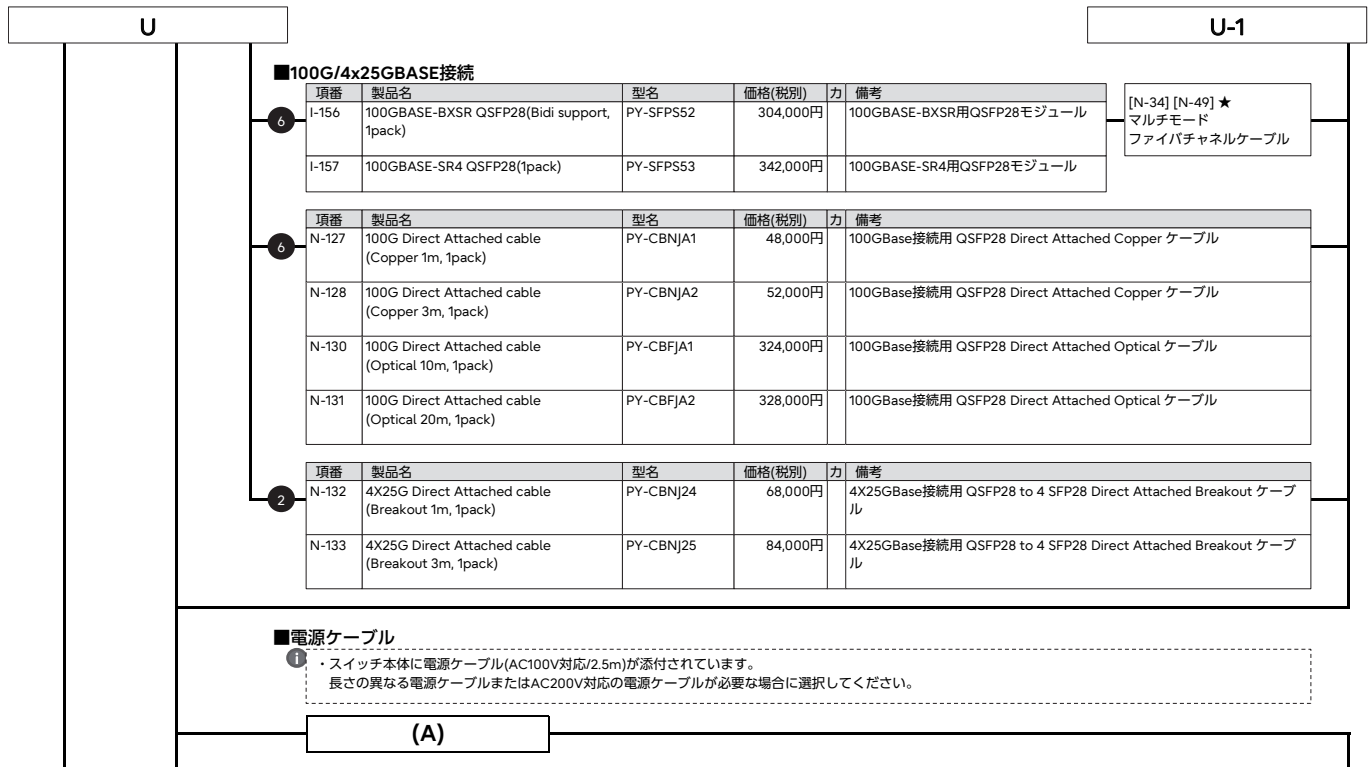 U
U-1
■100G/4x25GBASE接続
項番 製品名 型名 価格(税別) カ 備考
6
I-156 100GBASE-BXSR QSFP28(Bidi support, PY-SFPS52 304,000円 100GBASE-BXSR用QSFP28モジュール
1pack)
[N-34] [N-49] ★
マルチモード
ファイバチャネルケーブル
I-157 100GBASE-SR4 QSFP28(1pack) PY-SFPS53 342,000円 100GBASE-SR4用QSFP28モジュール
項番 製品名 型名 価格(税別) カ 備考
6
N-127 100G Direct Attached cable PY-CBNJA1 48,000円 100GBase接続用 QSFP28 Direct Attached Copper ケーブル
(Copper 1m, 1pack)
N-128 100G Direct Attached cable PY-CBNJA2 52,000円 100GBase接続用 QSFP28 Direct Attached Copper ケーブル
(Copper 3m, 1pack)
N-130 100G Direct Attached cable PY-CBFJA1 324,000円 100GBase接続用 QSFP28 Direct Attached Optical ケーブル
(Optical 10m, 1pack)
N-131 100G Direct Attached cable PY-CBFJA2 328,000円 100GBase接続用 QSFP28 Direct Attached Optical ケーブル
(Optical 20m, 1pack)
項番 製品名 型名 価格(税別) カ 備考
2
N-132 4X25G Direct Attached cable PY-CBNJ24 68,000円 4X25GBase接続用 QSFP28 to 4 SFP28 Direct Attached Breakout ケーブ
(Breakout 1m, 1pack) ル
N-133 4X25G Direct Attached cable PY-CBNJ25 84,000円 4X25GBase接続用 QSFP28 to 4 SFP28 Direct Attached Breakout ケーブ
(Breakout 3m, 1pack) ル
■電源ケーブル
i ・スイッチ本体に電源ケーブル(AC100V対応/2.5m)が添付されています。
長さの異なる電源ケーブルまたはAC200V対応の電源ケーブルが必要な場合に選択してください。
(A)